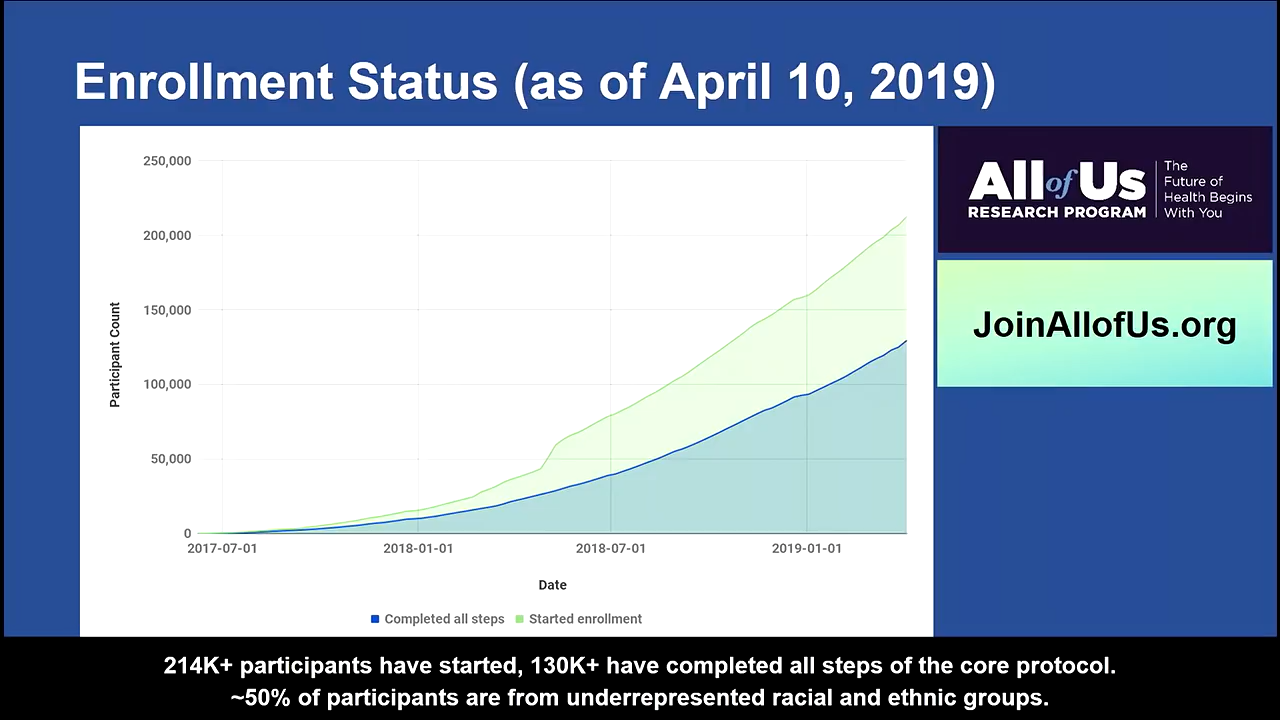 Enrollment Status (as of April 10, 2019)
250,000
200,000
150,000
100,000
50,000
0
Participant Count
2017-07-01 2018-01-01 2018-07-01 2019-01-01
Date
Completed all steps Started enrollment
All of Us
RESEARCH PROGRAM
The
Future of
Health Begins
With You
JoinAllofUs.org
214K+ participants have started, 130K+ have completed all steps of the core protocol.
~50% of participants are from underrepresented racial and ethnic groups.